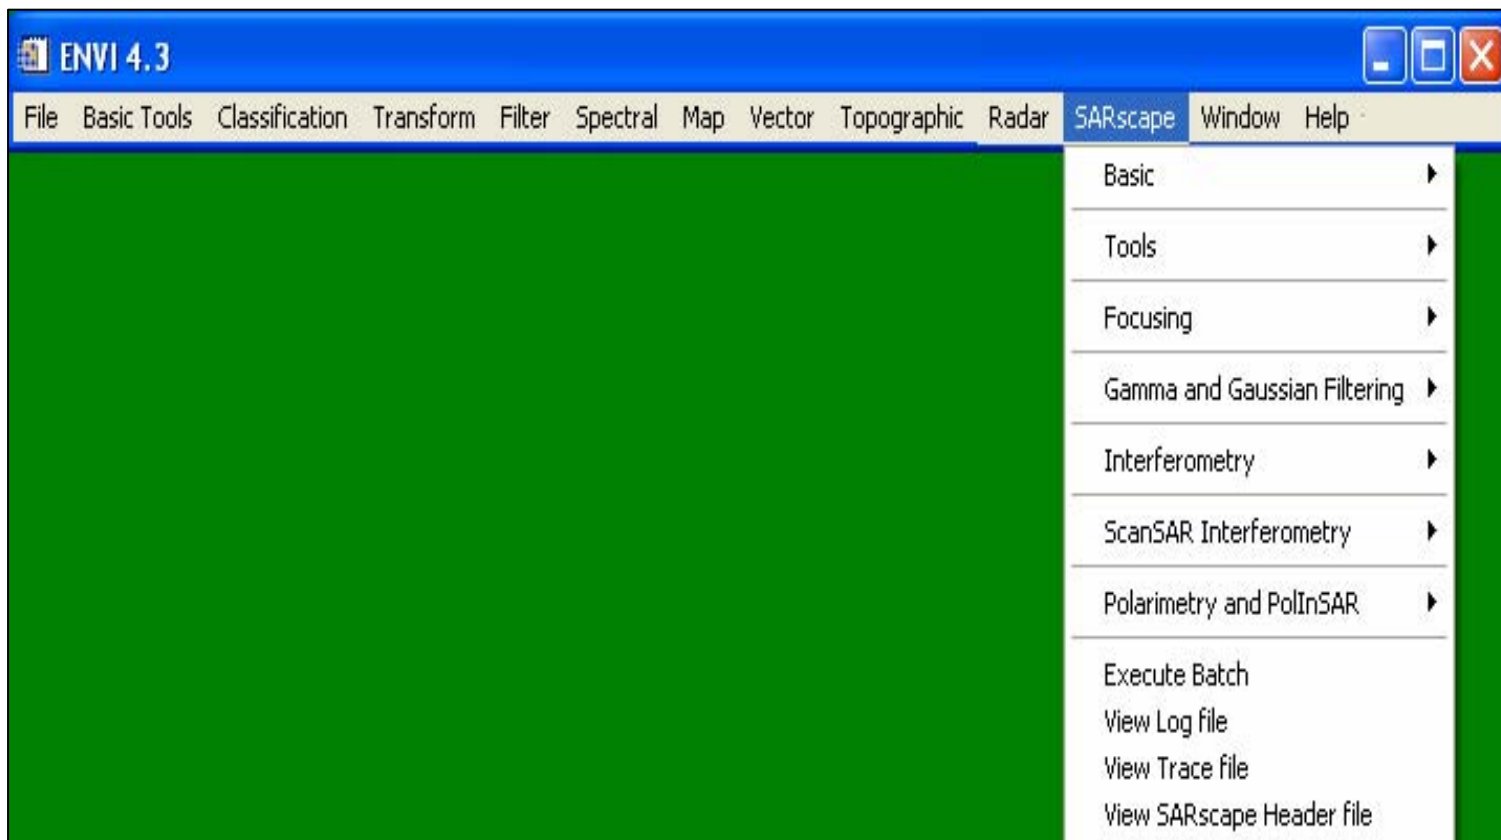 ENVI 4.3
File Basic Tools Classification Transform Filter Spectral Map Vector Topographic Radar SARscape Window Help
Basic
Tools
Focusing
Gamma and Gaussian Filtering
Interferometry
ScanSAR Interferometry
Polarimetry and PolInSAR
Execute Batch
View Log file
View Trace file
View SARscape Header file